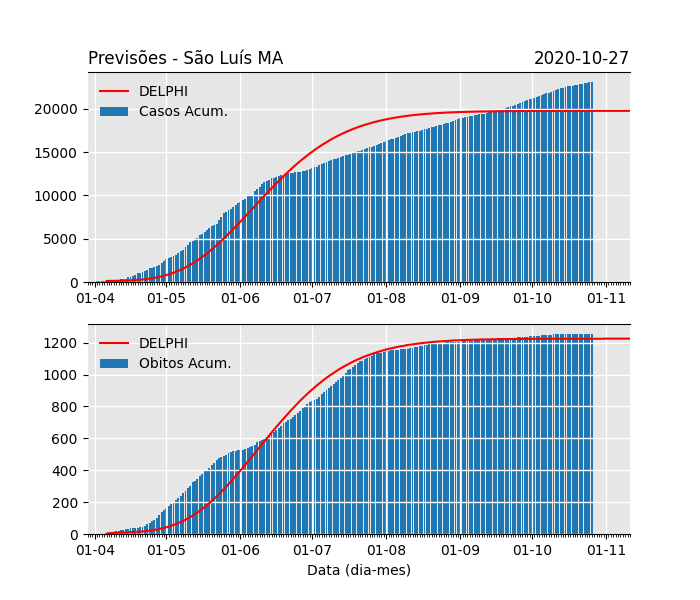 Previsões - São Luís MA 2020-10-27
DELPHI
Casos Acum.
20000
15000
10000
5000
0
01-04 01-05 01-06 01-07 01-08 01-09 01-10 01-11
DELPHI
Obitos Acum.
1200
1000
800
600
400
200
0
01-04 01-05 01-06 01-07 01-08 01-09 01-10 01-11
Data (dia-mes)